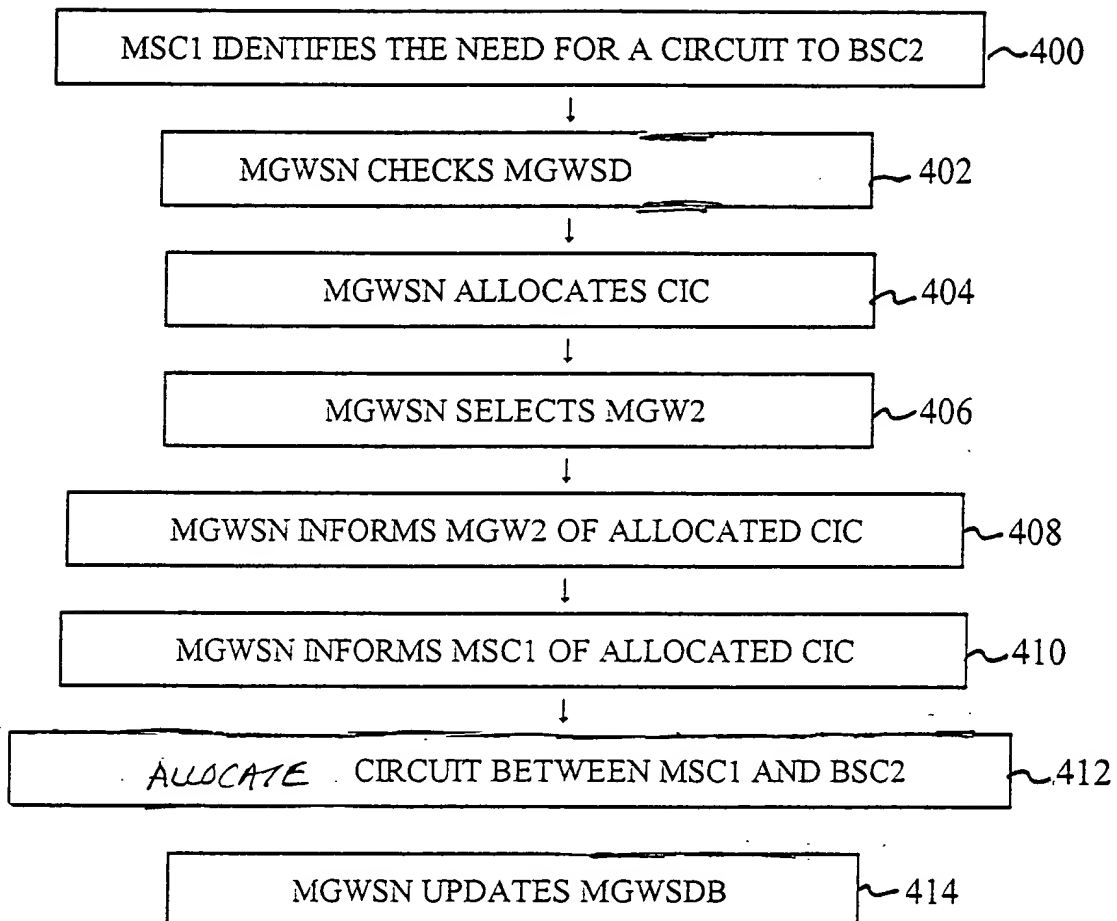 MSC1 IDENTIFIES THE NEED FOR A CIRCUIT TO BSC2 400
MGWSN CHECKS MGWSD 402
MGWSN ALLOCATES CIC 404
MGWSN SELECTS MGW2 406
MGWSN INFORMS MGW2 OF ALLOCATED CIC 408
MGWSN INFORMS MSC1 OF ALLOCATED CIC 410
ALLOCATE CIRCUIT BETWEEN MSC1 AND BSC2 412
MGWSN UPDATES MGWSDB 414